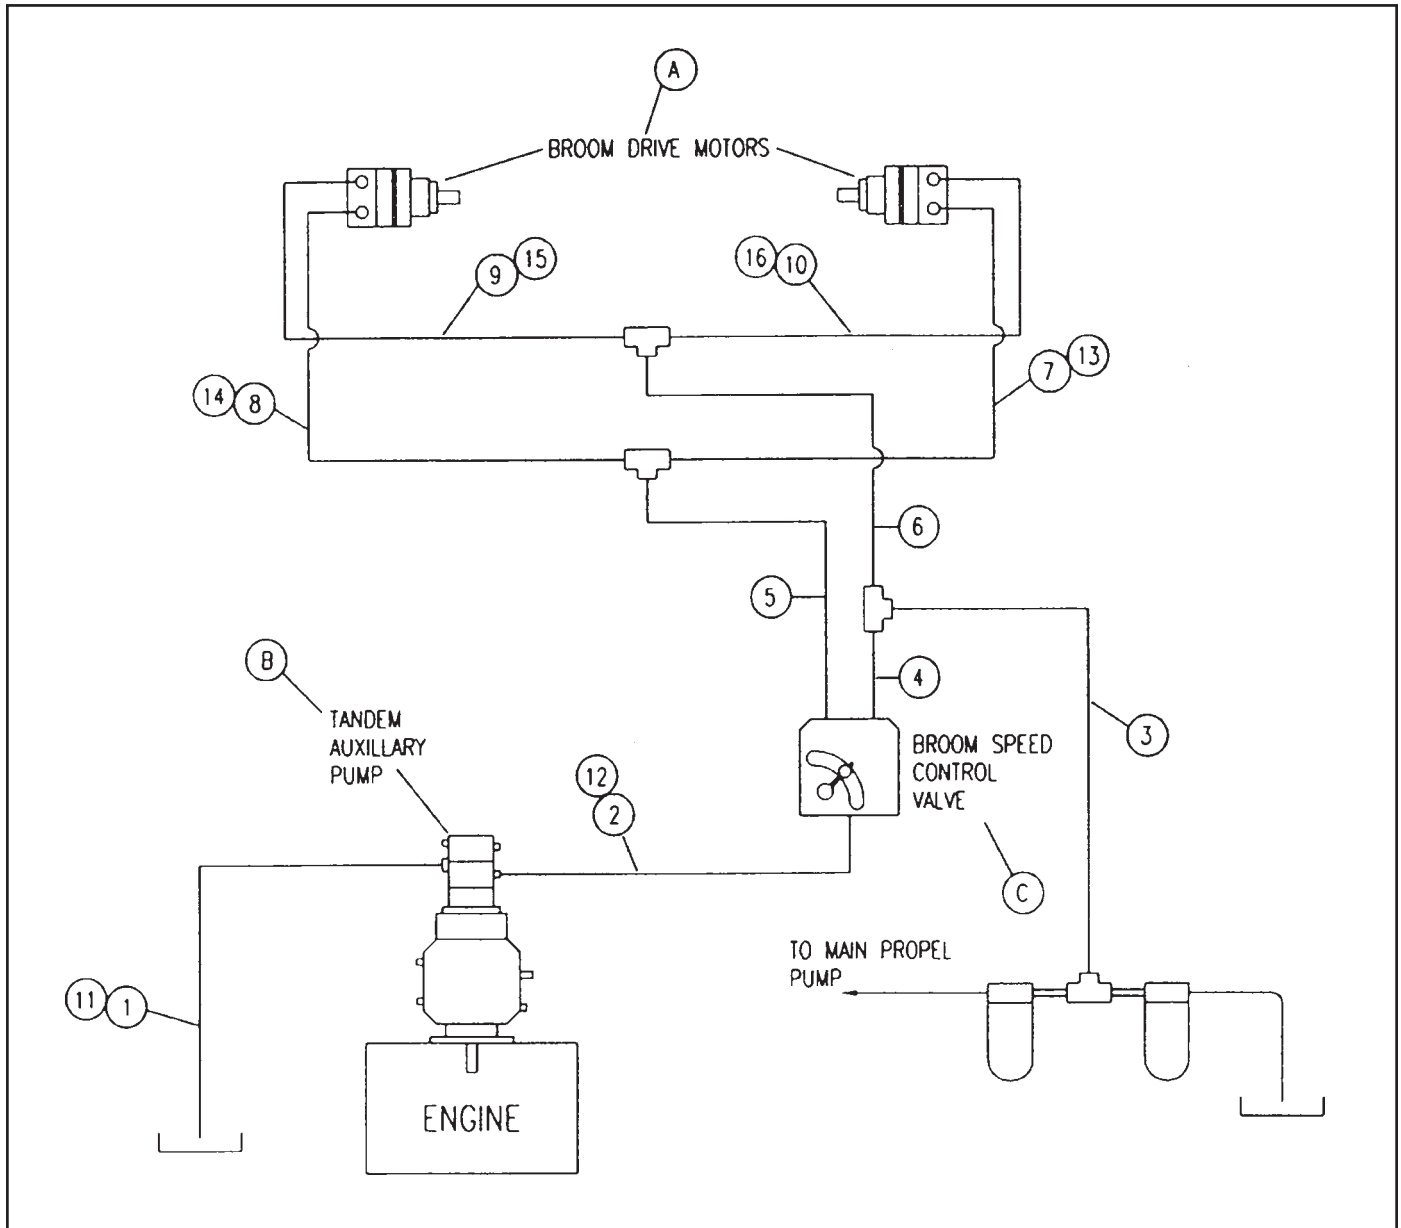 A
BROOM DRIVE MOTORS
15
9
16
10
13
7
14
8
6
5
B
4
TANDEM
AUXILLARY
PUMP
3
BROOM SPEED
CONTROL
VALVE
12
2
C
TO MAIN PROPEL
PUMP
11
1
ENGINE